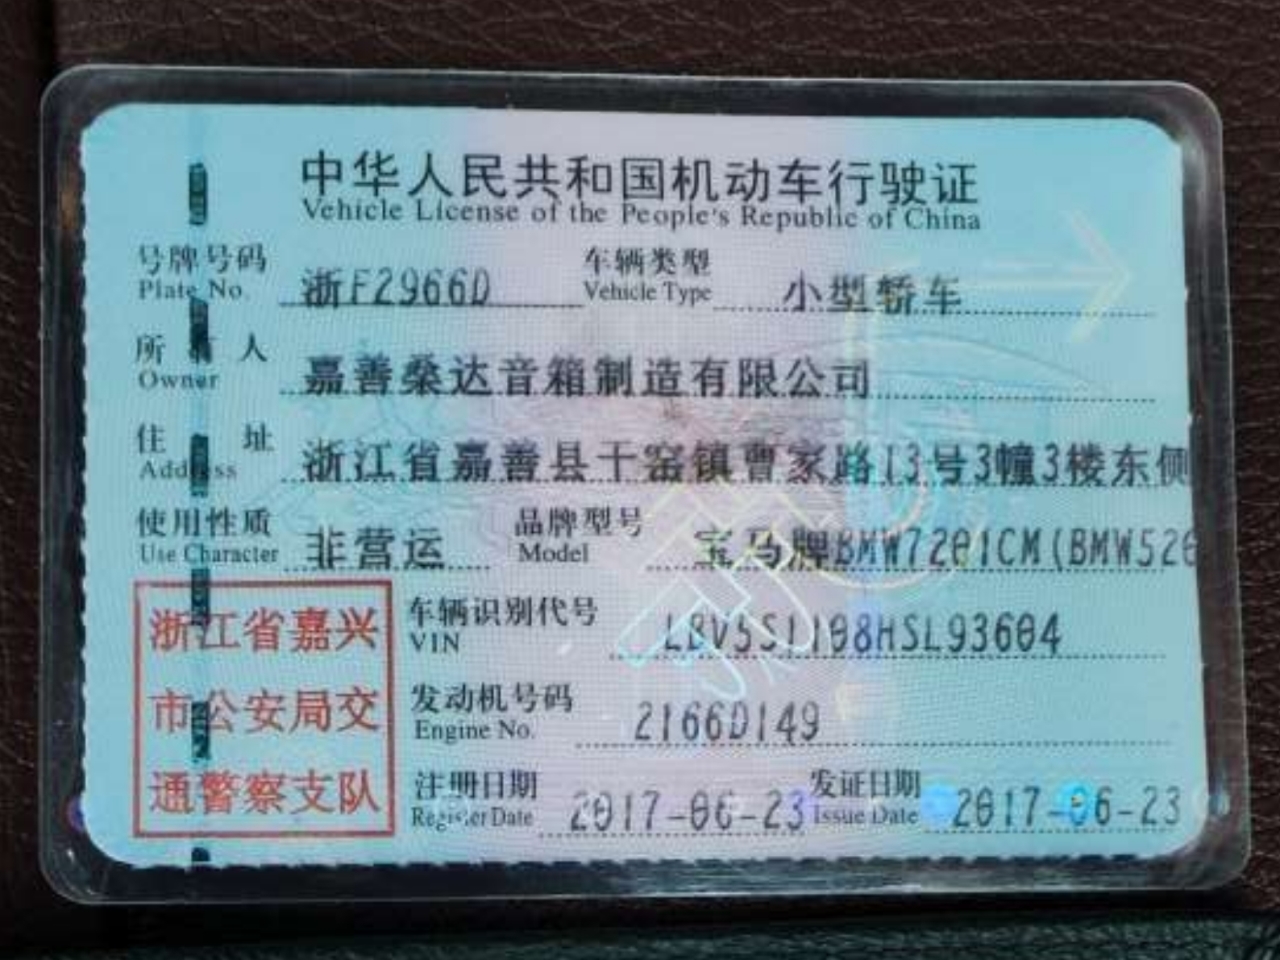 中华人民共和国机动车行驶证
Vehicle License of the People's Republic of China
号牌号码 浙F2966D 车辆类型 小型轿车
Plate No. Vehicle Type
所有人 嘉善桑达音箱制造有限公司
Owner
住址 浙江省嘉善县干窑镇曹家路13号3幢3楼东侧
Address
使用性质 非营运 品牌型号 宝马牌BMW7201CM(BMW520
Use Character Model
浙江省嘉兴
市公安局交
通警察支队
车辆识别代号 LBV5S1108HSL93604
VIN
发动机号码 2166D149
Engine No.
注册日期 2017-06-23 发证日期 2017-06-23
Register Date Issue Date